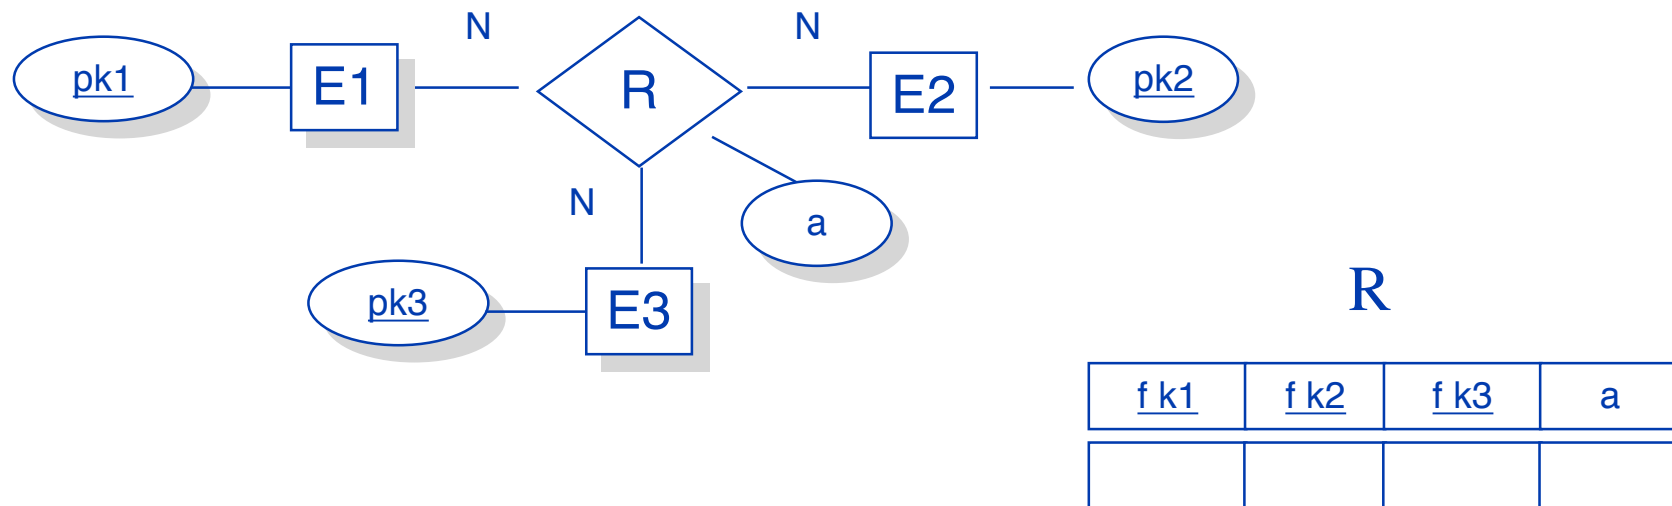 N N
pk1 E1 R E2 pk2
N a
pk3 E3
R
f k1 f k2 f k3 a